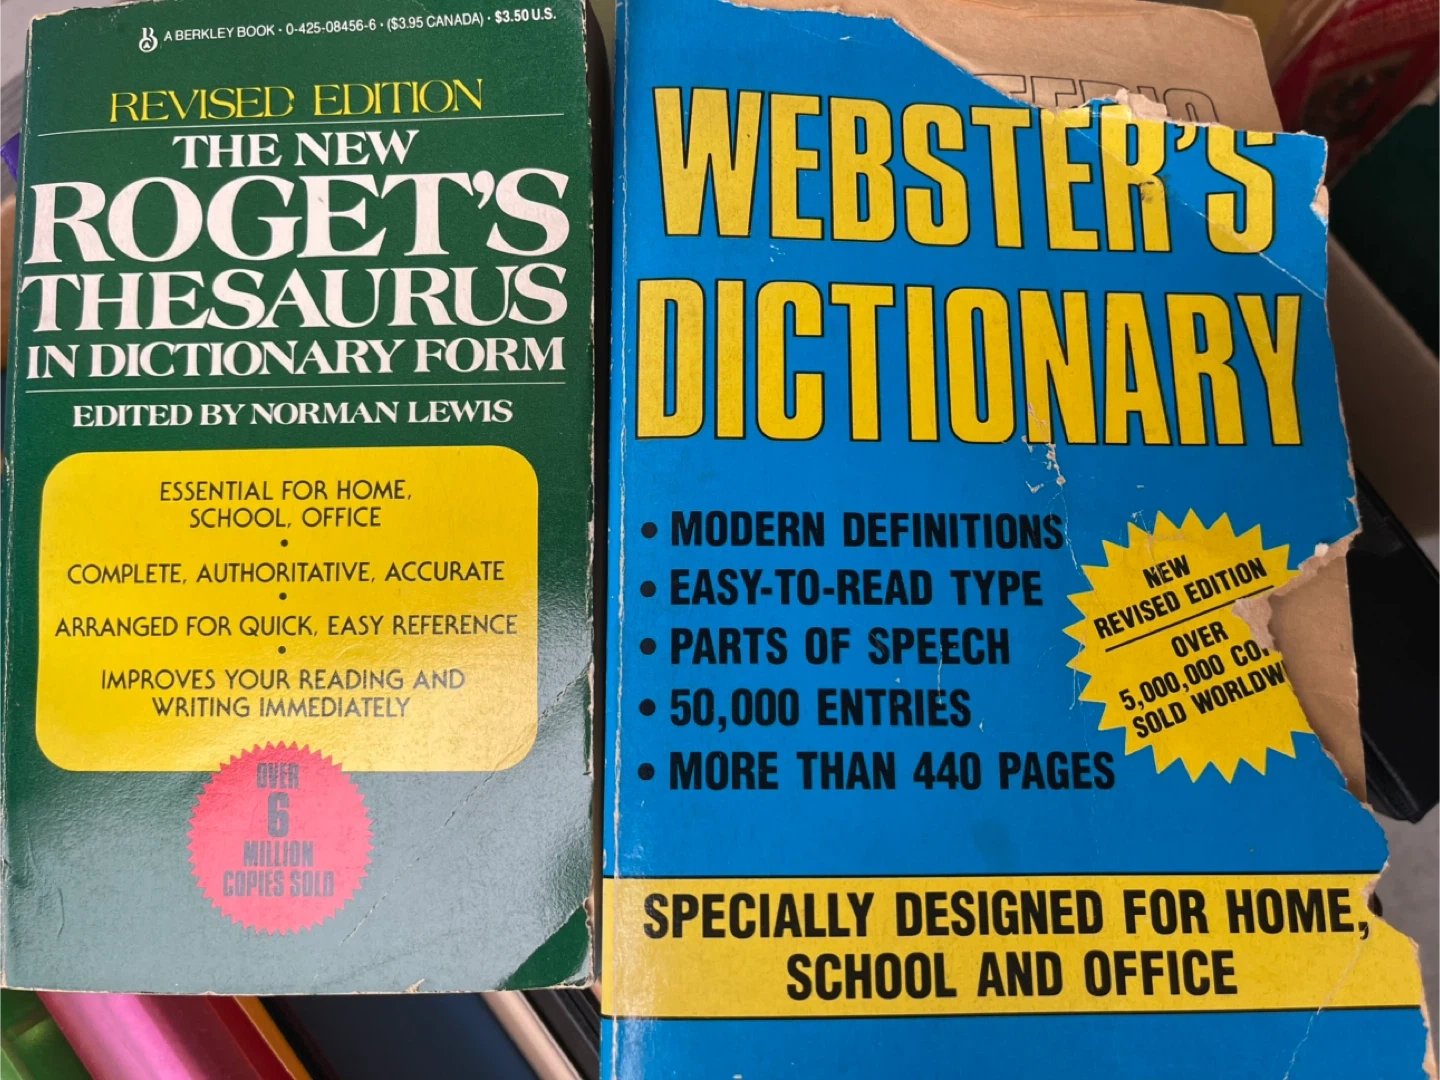 A BERKLEY BOOK · 0-425-08456-6 · ($3.95 CANADA) · $3.50 U.S.
REVISED EDITION
THE NEW
ROGET'S
THESAURUS
IN DICTIONARY FORM
EDITED BY NORMAN LEWIS
ESSENTIAL FOR HOME,
SCHOOL, OFFICE
•
COMPLETE, AUTHORITATIVE, ACCURATE
•
ARRANGED FOR QUICK, EASY REFERENCE
•
IMPROVES YOUR READING AND
WRITING IMMEDIATELY
OVER
6
MILLION
COPIES SOLD
WEBSTER'S
DICTIONARY
• MODERN DEFINITIONS
• EASY-TO-READ TYPE
• PARTS OF SPEECH
• 50,000 ENTRIES
• MORE THAN 440 PAGES
NEW
REVISED EDITION
OVER
5,000,000
SOLD
SPECIALLY DESIGNED FOR HOME,
SCHOOL AND OFFICE